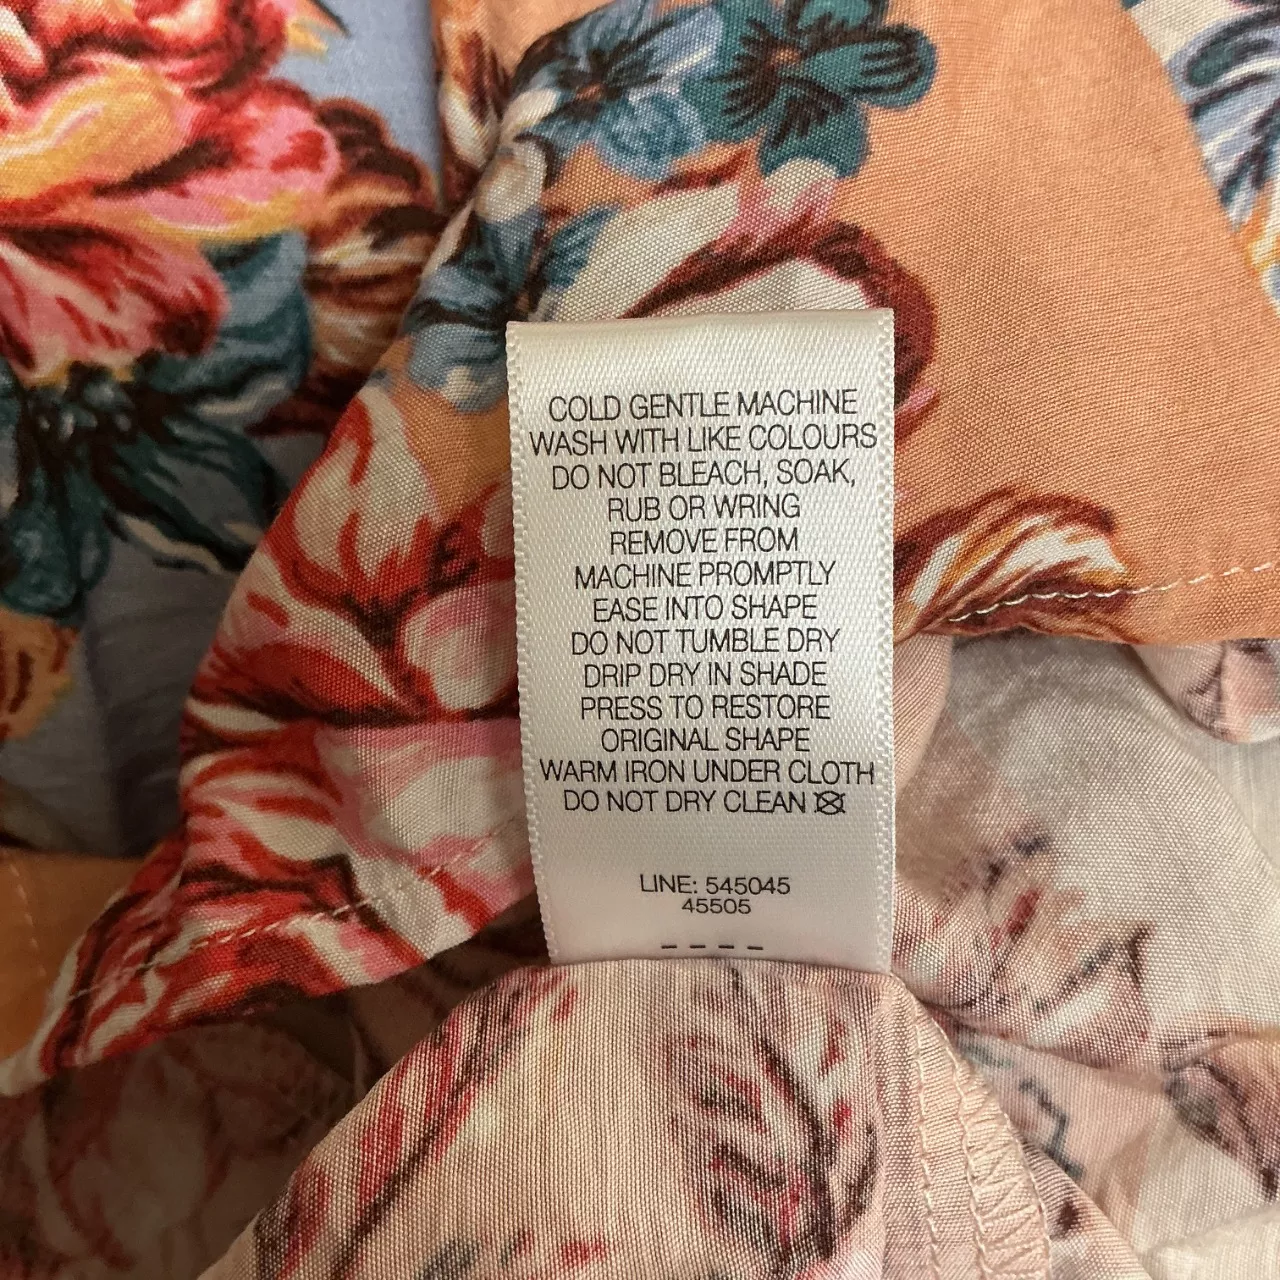 COLD GENTLE MACHINE
WASH WITH LIKE COLOURS
DO NOT BLEACH, SOAK,
RUB OR WRING
REMOVE FROM
MACHINE PROMPTLY
EASE INTO SHAPE
DO NOT TUMBLE DRY
DRIP DRY IN SHADE
PRESS TO RESTORE
ORIGINAL SHAPE
WARM IRON UNDER CLOTH
DO NOT DRY CLEAN
LINE: 545045
45505